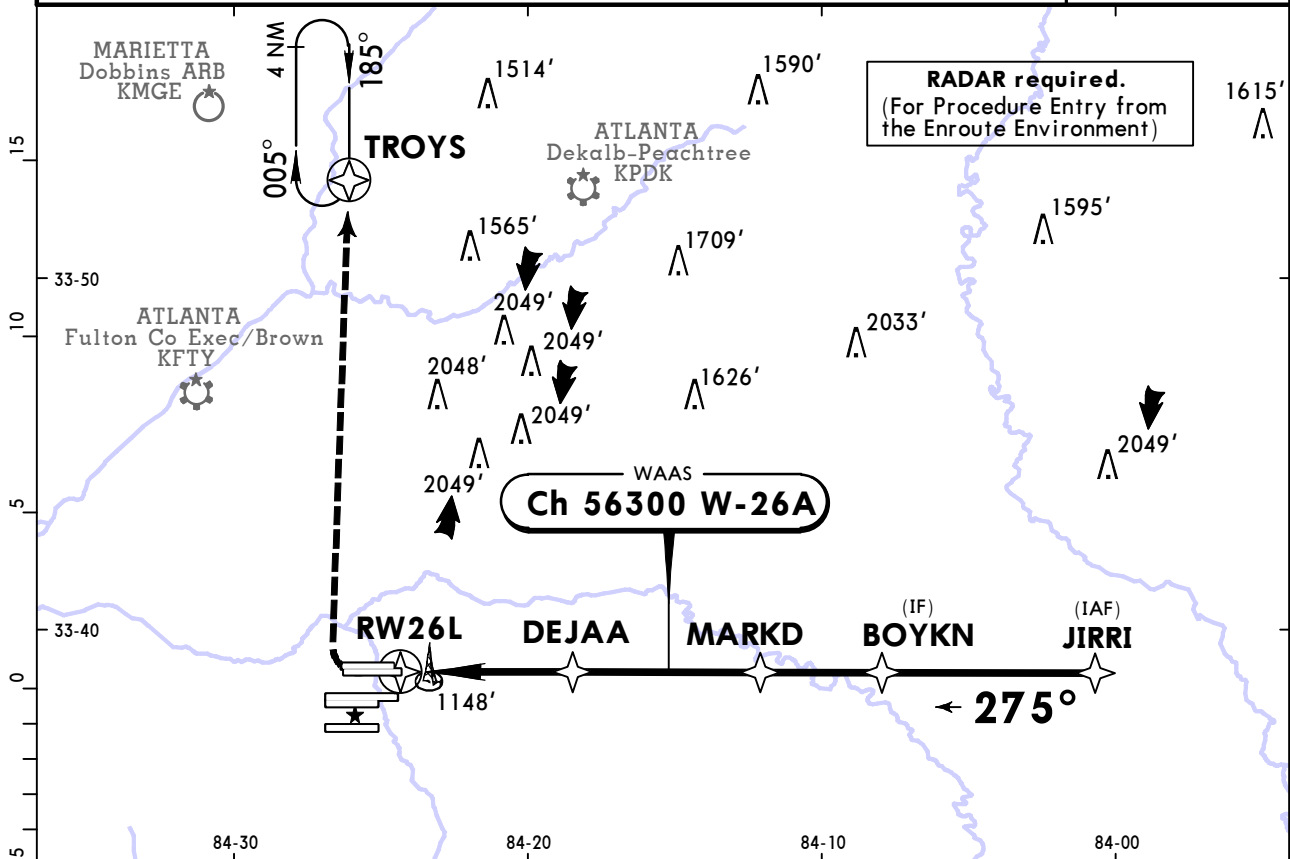 MARIETTA
Dobbins ARB
KMGE
4 NM
185°
005°
TROYS
1514'
1590'
RADAR required.
(For Procedure Entry from
the Enroute Environment)
1615'
ATLANTA
Dekalb-Peachtree
KPDK
15
1565'
1709'
1595'
33-50
2049'
ATLANTA
Fulton Co Exec/Brown
KFTY
10
2049'
2033'
2048'
1626'
2049'
2049'
2049'
WAAS
Ch 56300 W-26A
5
33-40
RW26L
DEJAA
MARKD
(IF)
BOYKN
(IAF)
JIRRI
0
1148'
275°
5
84-30
84-20
84-10
84-00